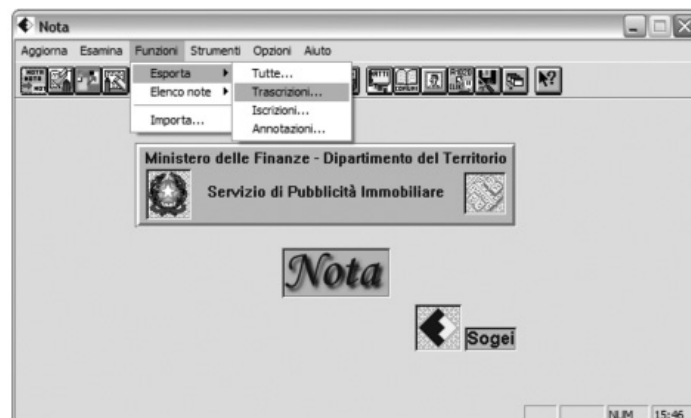 Nota
Aggiorna Esamina Funzioni Strumenti Opzioni Aiuto
Esporta
Elenco note
Importa...
Tutte...
Trascrizioni...
Iscrizioni...
Annotazioni...
Ministero delle Finanze - Dipartimento del Territorio
Servizio di Pubblicità Immobiliare
Nota
Sogei
NUM 15:46